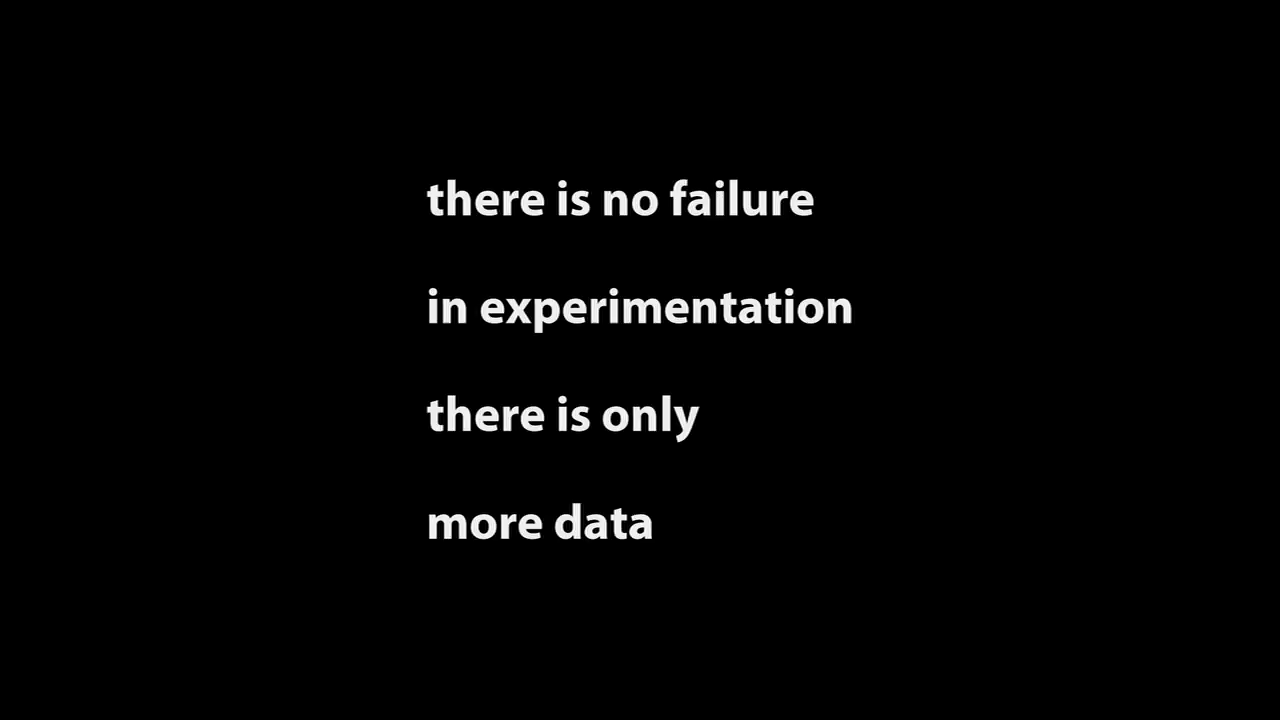 there is no failure
in experimentation
there is only
more data